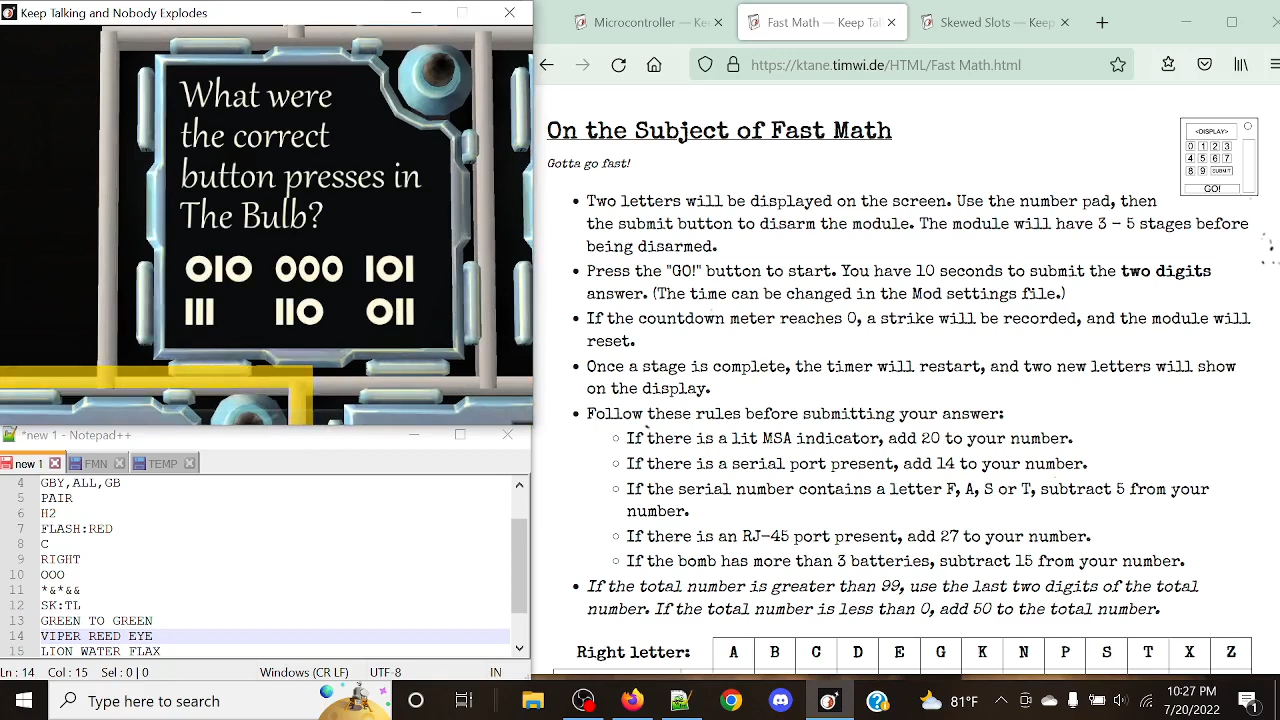 Keep Talking and Nobody Explodes
What were
the correct
button presses in
The Bulb?
010 000 101
111 110 011
*new 1 - Notepad++
new 1
FMN
TEMP
4 GBY,ALL,GB
5 PAIR
6 H2
7 FLASH:RED
8 C
9 RIGHT
10 OOO
11 *&*&&
12 SK:TL
13 GREEN TO GREEN
14 VIPER REED EYE
15 LION WATER FLAX
Ln : 14 Col : 15 Sel : 0 | 0 Windows (CR LF) UTF-8 IN
Microcontroller — Ke
Fast Math — Keep Tal
Skewed Slots — Keep
https://ktane.timwi.de/HTML/Fast Math.html
On the Subject of Fast Math
Gotta go fast!
<DISPLAY>
0 1 2 3
4 5 6 7
8 9 SUBMIT
GO!
• Two letters will be displayed on the screen. Use the number pad, then
the submit button to disarm the module. The module will have 3 – 5 stages before
being disarmed.
• Press the "GO!" button to start. You have 10 seconds to submit the two digits
answer. (The time can be changed in the Mod settings file.)
• If the countdown meter reaches 0, a strike will be recorded, and the module will
reset.
• Once a stage is complete, the timer will restart, and two new letters will show
on the display.
• Follow these rules before submitting your answer:
○ If there is a lit MSA indicator, add 20 to your number.
○ If there is a serial port present, add 14 to your number.
○ If the serial number contains a letter F, A, S or T, subtract 5 from your
number.
○ If there is an RJ-45 port present, add 27 to your number.
○ If the bomb has more than 3 batteries, subtract 15 from your number.
• If the total number is greater than 99, use the last two digits of the total
number. If the total number is less than 0, add 50 to the total number.
Right letter: A B C D E G K N P S T X Z
Type here to search
81°F
10:27 PM
7/20/2022